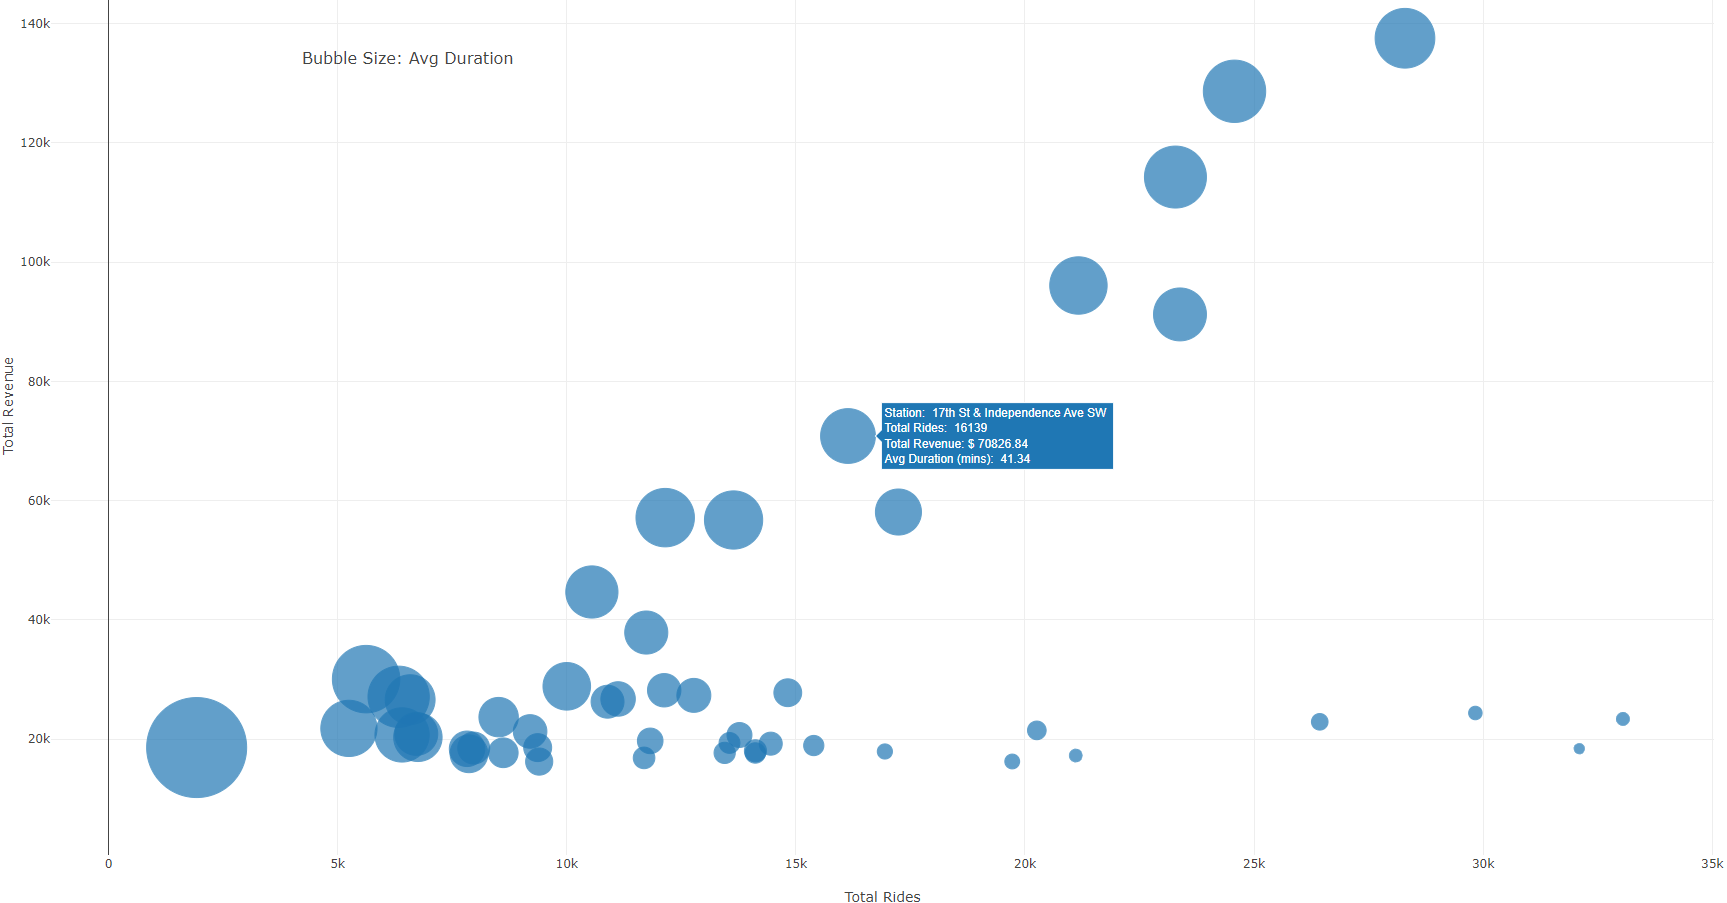 140k
Bubble Size: Avg Duration
120k
100k
80k
Total Revenue
Station:  17th St & Independence Ave SW
Total Rides:  16139
Total Revenue: $ 70826.84
Avg Duration (mins):  41.34
60k
40k
20k
0 5k 10k 15k 20k 25k 30k 35k
Total Rides